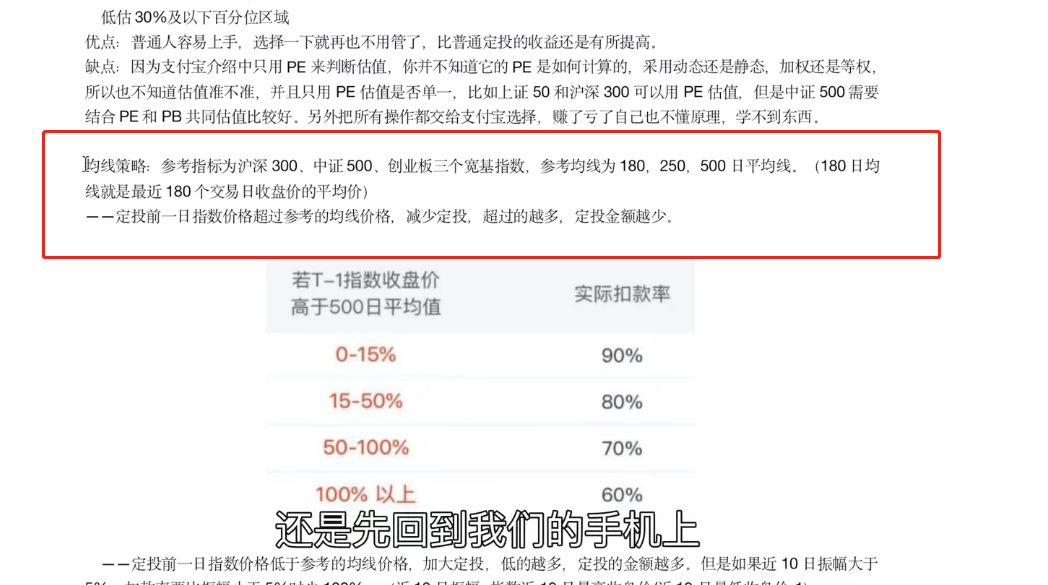 低估 30%及以下百分位区域
优点：普通人容易上手，选择一下就再也不用管了，比普通定投的收益还是有所提高。
缺点：因为支付宝介绍中只用 PE 来判断估值，你并不知道它的 PE 是如何计算的，采用动态还是静态，加权还是等权，
所以也不知道估值准不准，并且只用 PE 估值是否单一，比如上证 50 和沪深 300 可以用 PE 估值，但是中证 500 需要
结合 PE 和 PB 共同估值比较好。另外把所有操作都交给支付宝选择，赚了亏了自己也不懂原理，学不到东西。
均线策略：参考指标为沪深 300、中证 500、创业板三个宽基指数，参考均线为 180，250，500 日平均线。（180 日均
线就是最近 180 个交易日收盘价的平均价）
——定投前一日指数价格超过参考的均线价格，减少定投，超过的越多，定投金额越少。
若T-1指数收盘价
高于500日平均值
实际扣款率
0-15% 90%
15-50% 80%
50-100% 70%
100% 以上 60%
还是先回到我们的手机上
——定投前一日指数价格低于参考的均线价格，加大定投，低的越多，定投的金额越多。但是如果近 10 日振幅大于